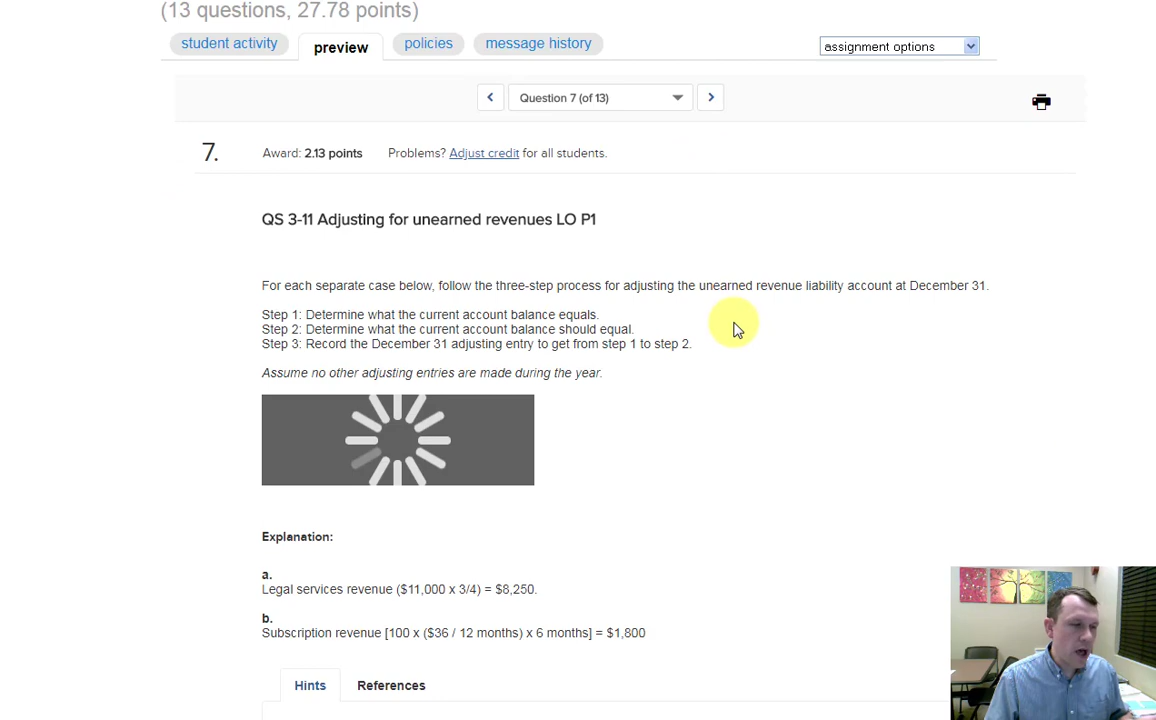 (13 questions, 27.78 points)
student activity
preview
policies
message history
assignment options
Question 7 (of 13)
7.
Award: 2.13 points
Problems? Adjust credit for all students.
QS 3-11 Adjusting for unearned revenues LO P1
For each separate case below, follow the three-step process for adjusting the unearned revenue liability account at December 31.
Step 1: Determine what the current account balance equals.
Step 2: Determine what the current account balance should equal.
Step 3: Record the December 31 adjusting entry to get from step 1 to step 2.
Assume no other adjusting entries are made during the year.
Explanation:
a.
Legal services revenue ($11,000 x 3/4) = $8,250.
b.
Subscription revenue [100 x ($36 / 12 months) x 6 months] = $1,800
Hints
References